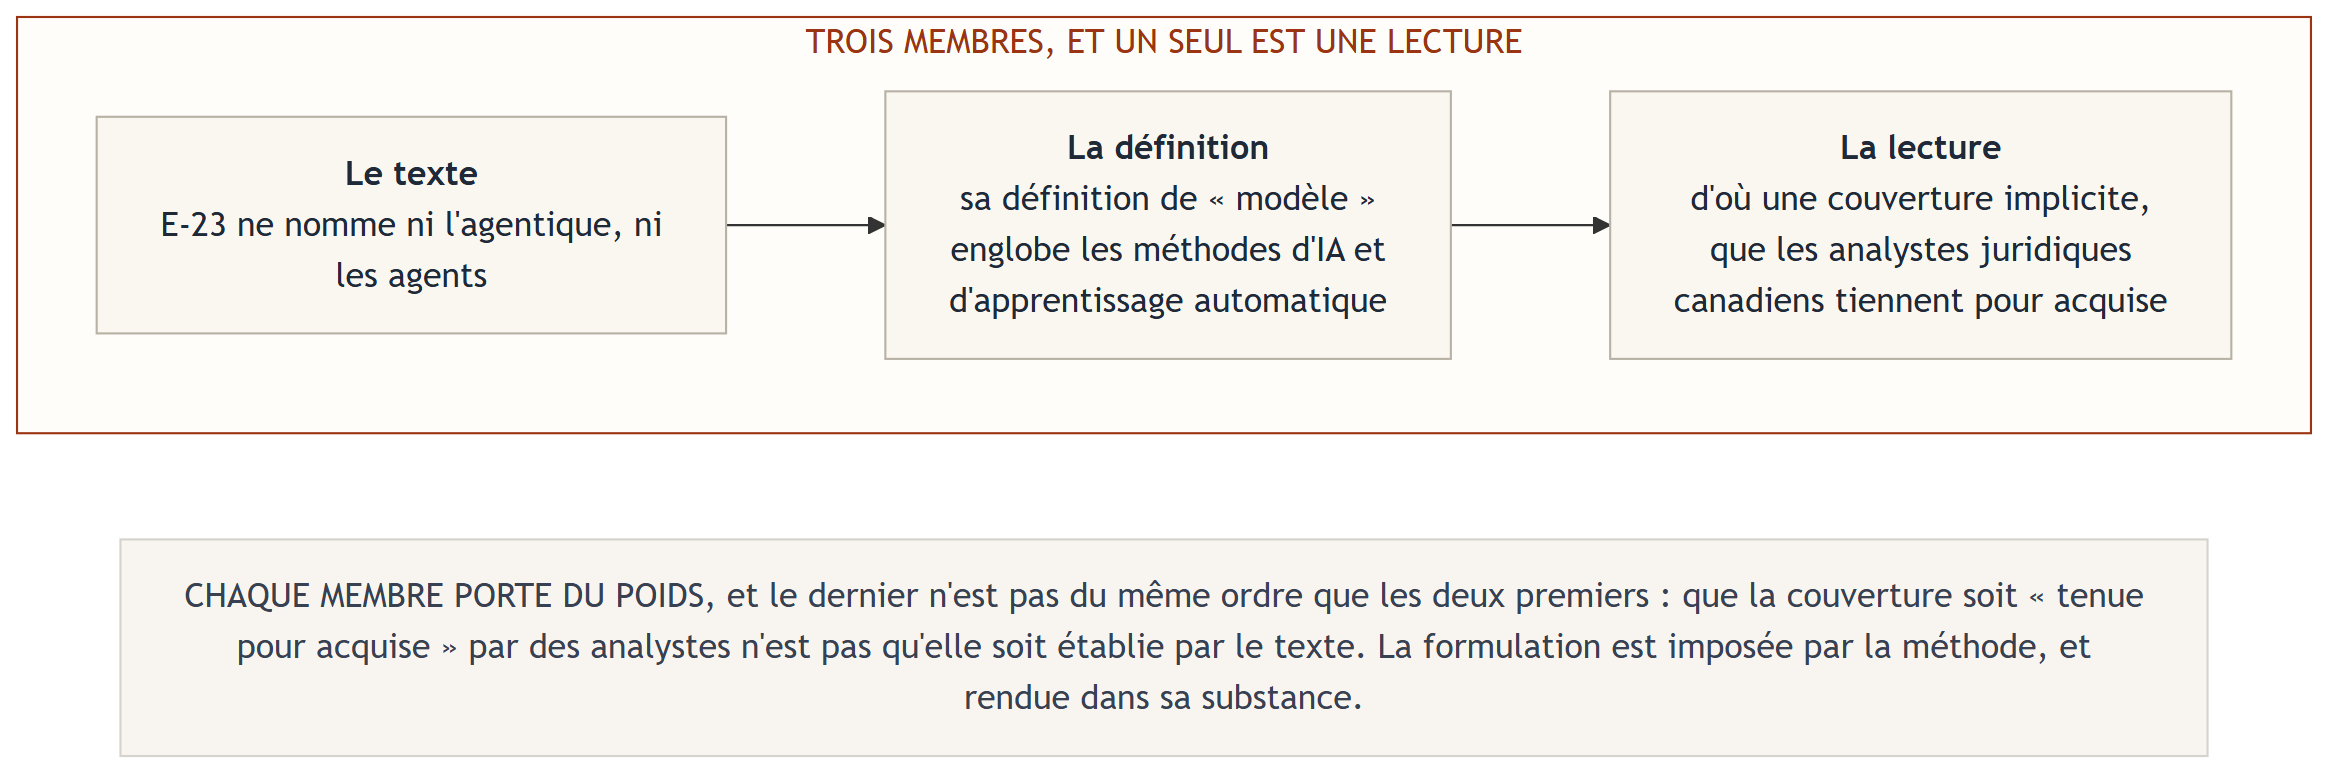 TROIS MEMBRES, ET UN SEUL EST UNE LECTURE
Le texte
E-23 ne nomme ni l'agentique, ni
les agents
La définition
sa définition de « modèle »
englobe les méthodes d'IA et
d'apprentissage automatique
La lecture
d'où une couverture implicite,
que les analystes juridiques
canadiens tiennent pour acquise
CHAQUE MEMBRE PORTE DU POIDS, et le dernier n'est pas du même ordre que les deux premiers : que la couverture soit « tenue
pour acquise » par des analystes n'est pas qu'elle soit établie par le texte. La formulation est imposée par la méthode, et
rendue dans sa substance.